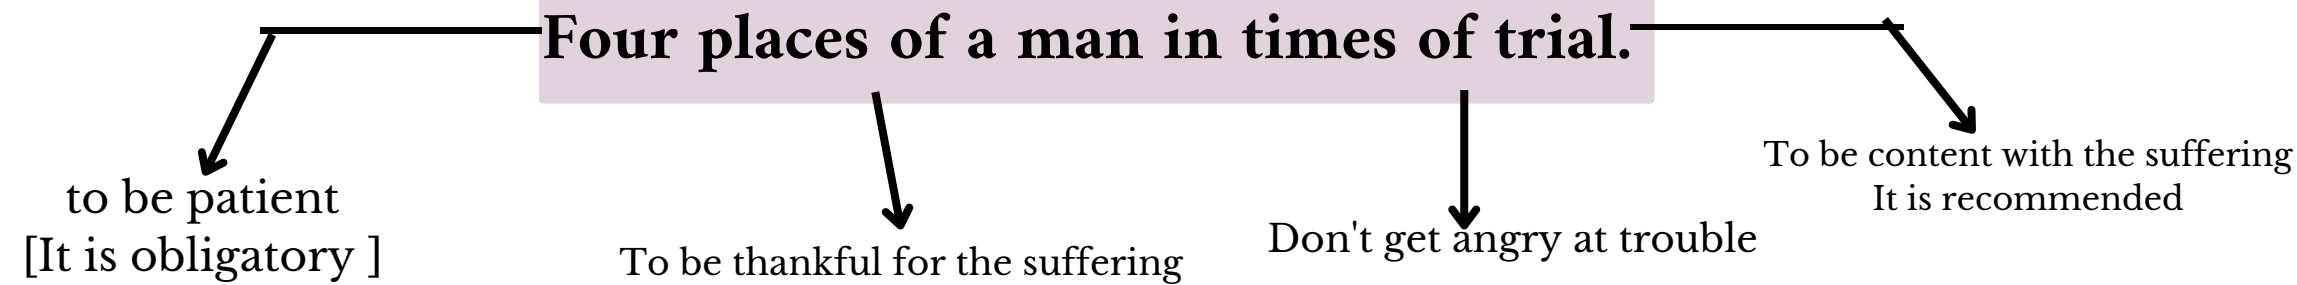 Four places of a man in times of trial.
to be patient
[It is obligatory ]
To be thankful for the suffering
Don't get angry at trouble
To be content with the suffering
It is recommended